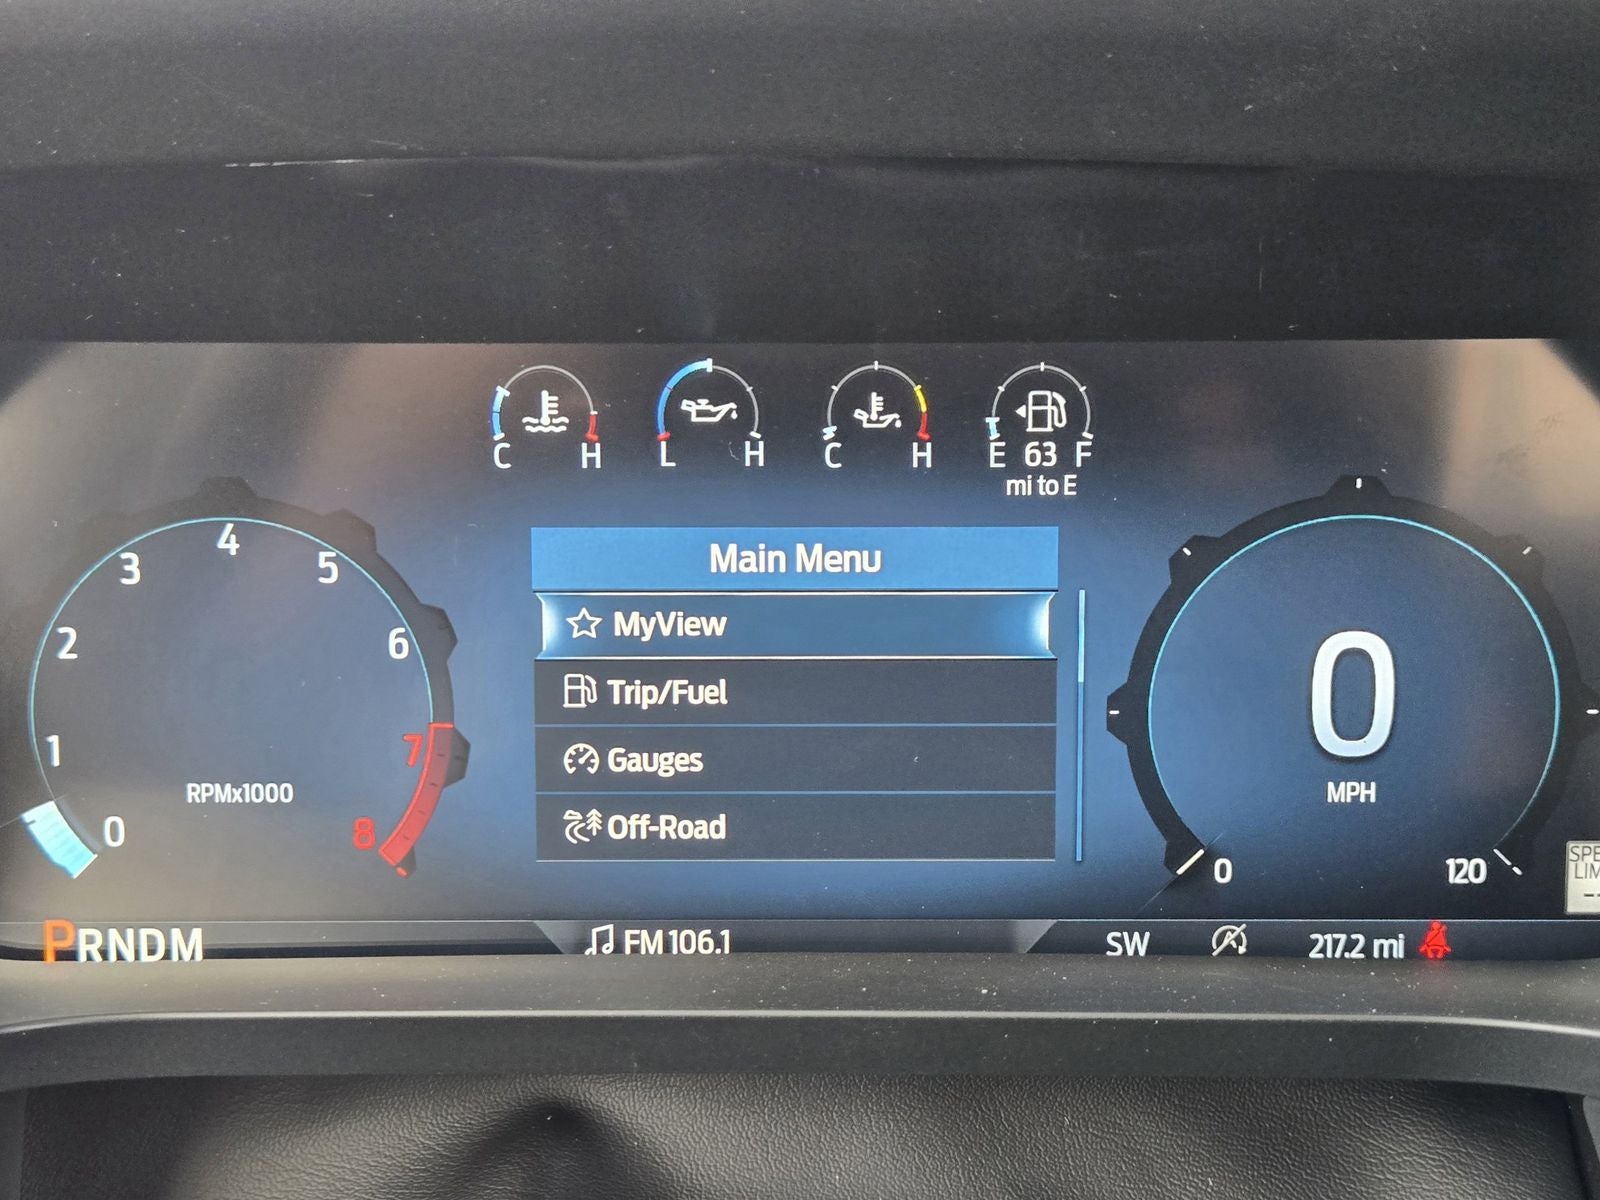 C H L H C H E 63 F
mi to E
Main Menu
MyView
Trip/Fuel
Gauges
Off-Road
0 1 2 3 4 5 6 7 8
RPMx1000
0
MPH
0 120
PRNDM
FM 106.1
SW
217.2 mi